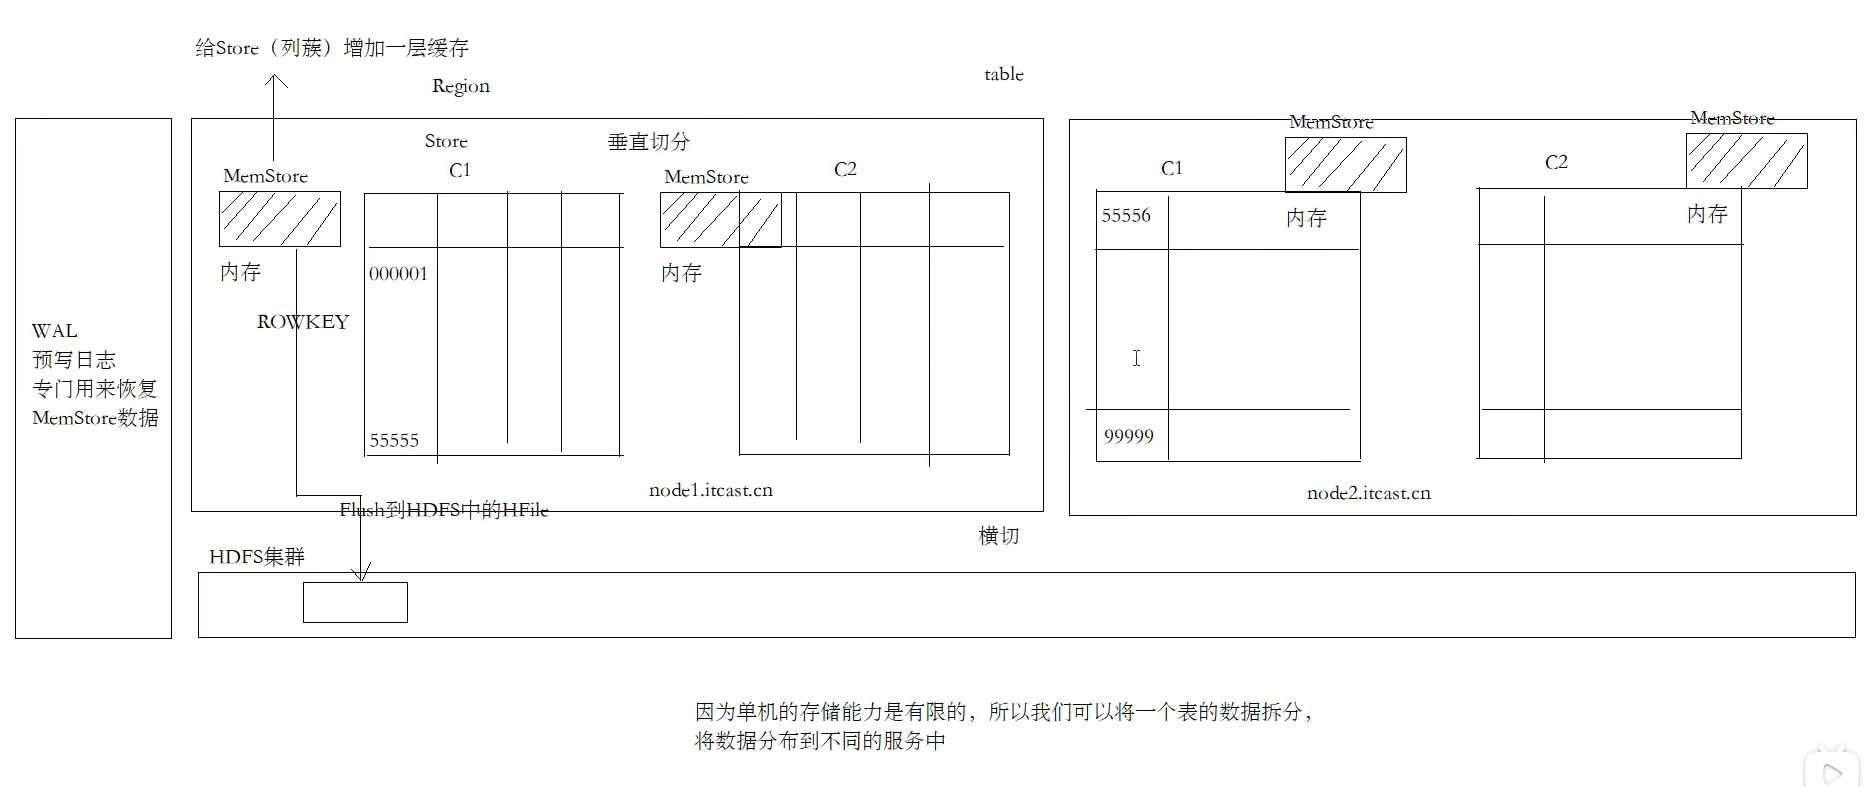 给Store（列蔟）增加一层缓存
Region
table
Store
垂直切分
MemStore
C1
MemStore
C2
C1
MemStore
C2
MemStore
内存
000001
内存
55556
内存
内存
ROWKEY
WAL
预写日志
专门用来恢复
MemStore数据
55555
99999
node1.itcast.cn
node2.itcast.cn
Flush到HDFS中的HFile
横切
HDFS集群
因为单机的存储能力是有限的，所以我们可以将一个表的数据拆分，
将数据分布到不同的服务中